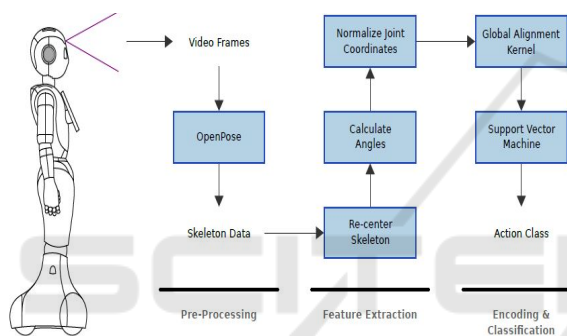 Video Frames
OpenPose
Skeleton Data
Pre-Processing
Normalize Joint
Coordinates
Calculate
Angles
Re-center
Skeleton
Feature Extraction
Global Alignment
Kernel
Support Vector
Machine
Action Class
Encoding &
Classification
SCITE